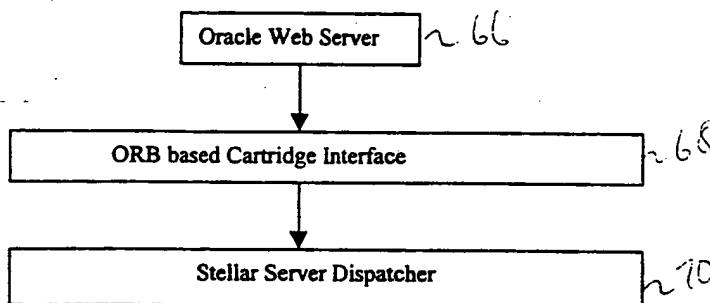 Oracle Web Server ~ 66
ORB based Cartridge Interface ~ 68
Stellar Server Dispatcher ~ 70